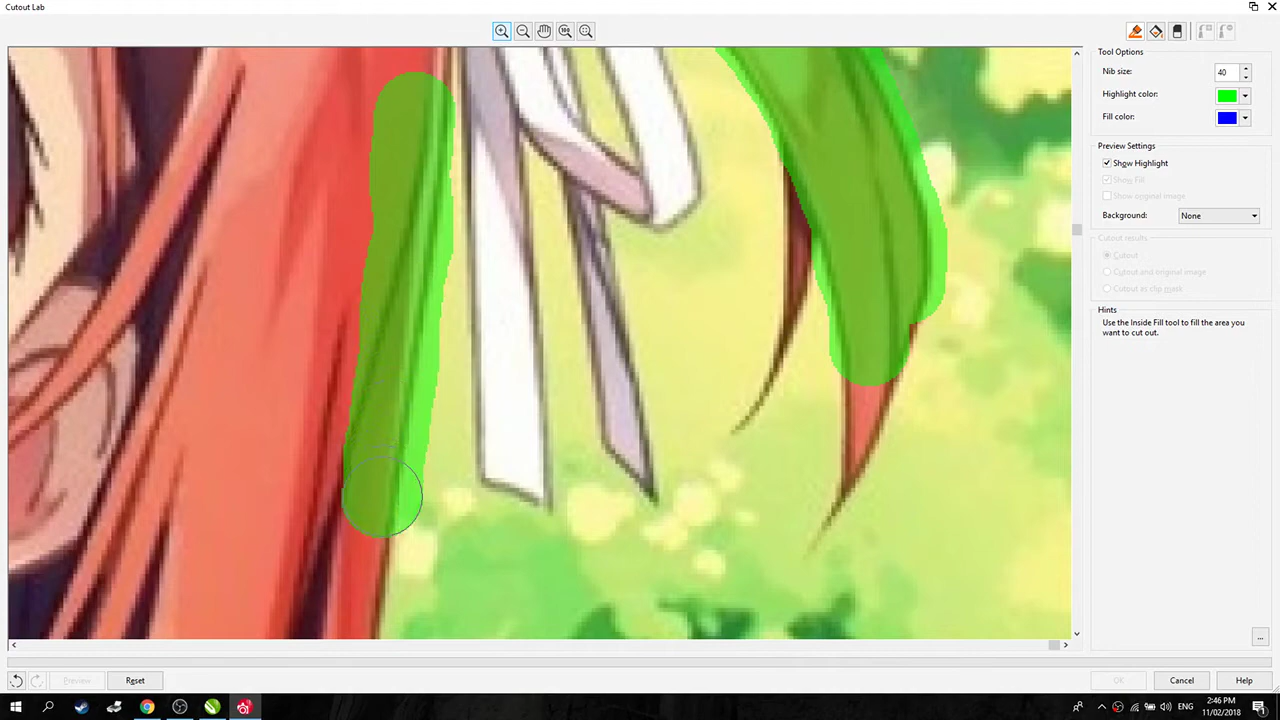 Cutout Lab
100
Tool Options
Nib size: 40
Highlight color:
Fill color:
Preview Settings
Show Highlight
Show Fill
Show original image
Background: None
Cutout results
Cutout
Cutout and original image
Cutout as clip mask
Hints
Use the Inside Fill tool to fill the area you
want to cut out.
...
Preview Reset OK Cancel Help
ENG 2:46 PM
11/02/2018